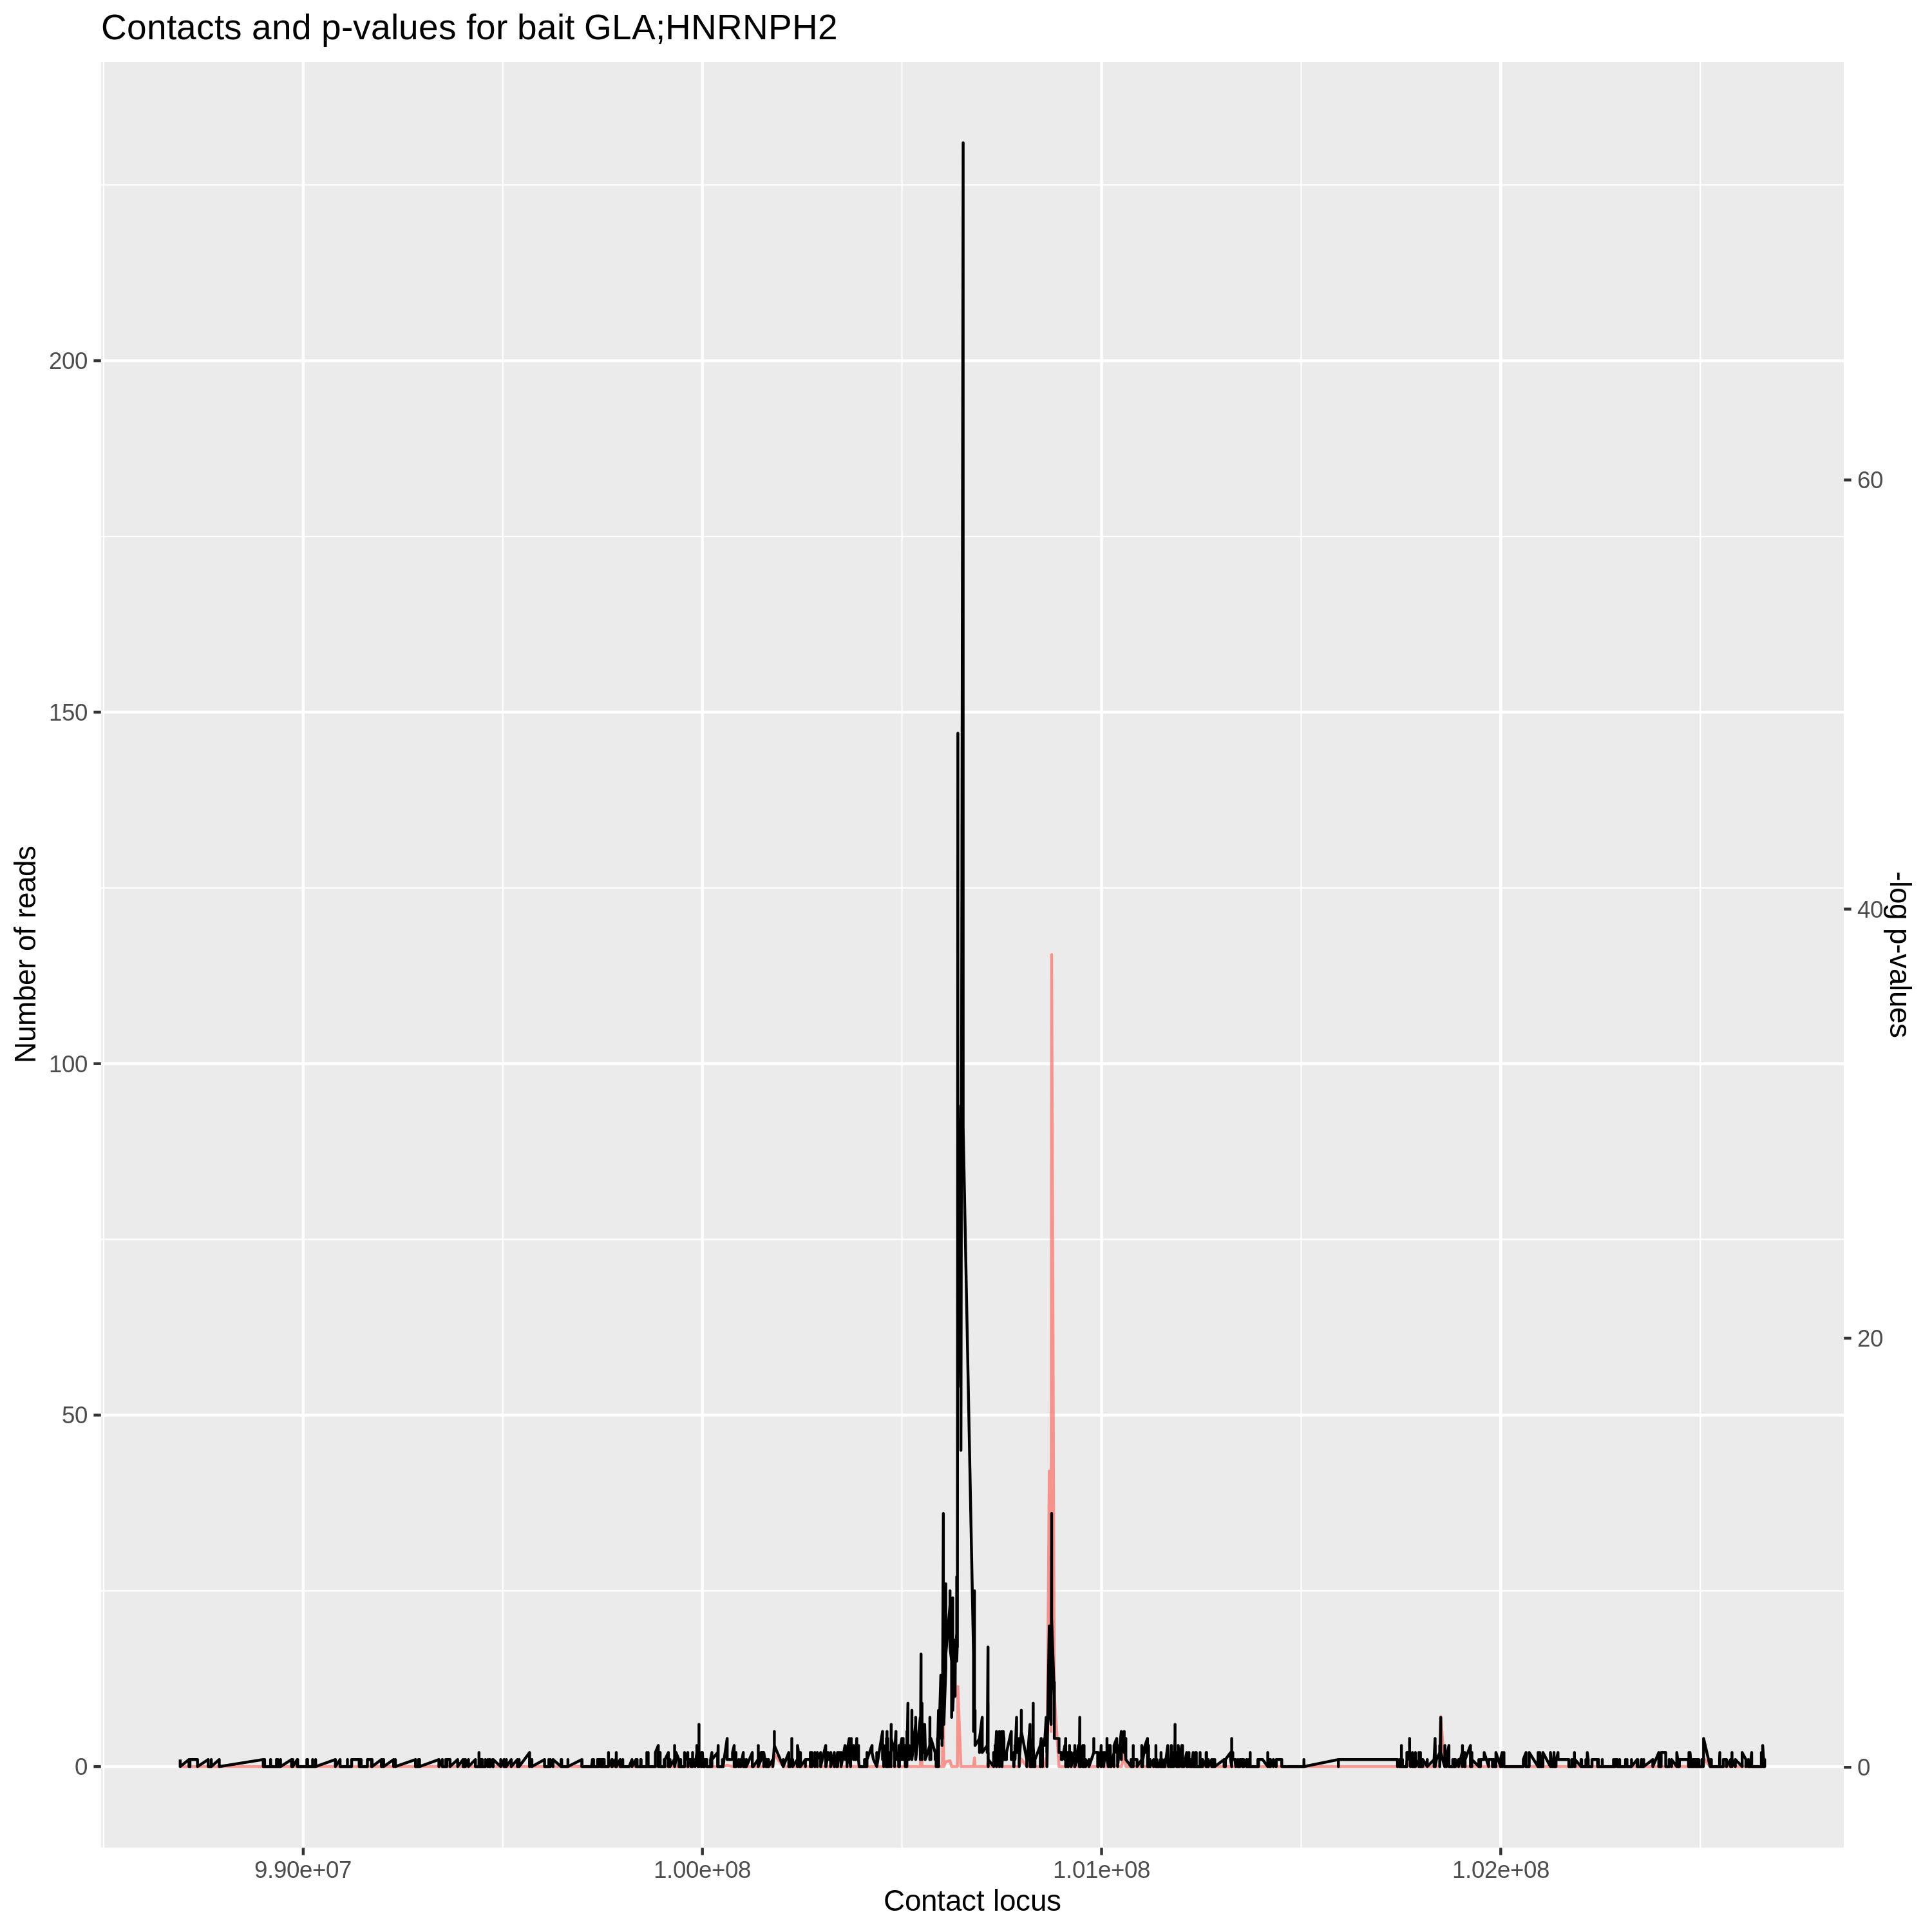 Contacts and p-values for bait GLA;HNRNPH2
Number of reads
200
150
100
50
0
60
40
20
0
-log p-values
9.90e+07
1.00e+08
1.01e+08
1.02e+08
Contact locus